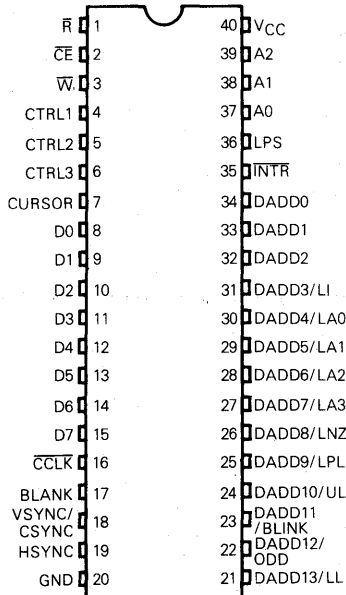 R̅ 1 40 VCC
C̅E̅ 2 39 A2
W̅ 3 38 A1
CTRL1 4 37 A0
CTRL2 5 36 LPS
CTRL3 6 35 I̅N̅T̅R̅
CURSOR 7 34 DADD0
D0 8 33 DADD1
D1 9 32 DADD2
D2 10 31 DADD3/LI
D3 11 30 DADD4/LA0
D4 12 29 DADD5/LA1
D5 13 28 DADD6/LA2
D6 14 27 DADD7/LA3
D7 15 26 DADD8/LNZ
C̅C̅L̅K̅ 16 25 DADD9/LPL
BLANK 17 24 DADD10/UL
VSYNC/
CSYNC 18 23 DADD11
/BLINK
HSYNC 19 22 DADD12/
ODD
GND 20 21 DADD13/LL